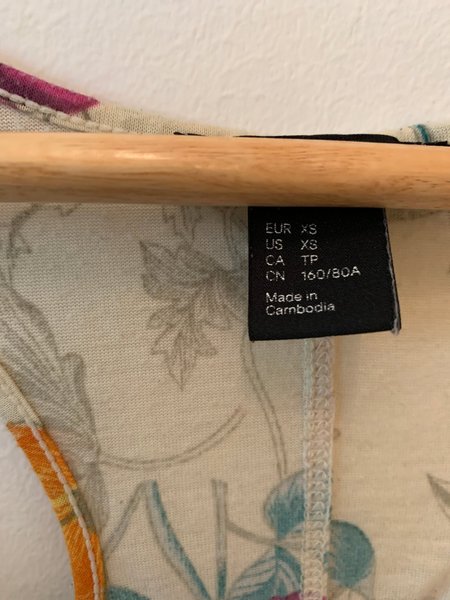 EUR XS
US XS
CA TP
CN 160/80A
Made in
Cambodia